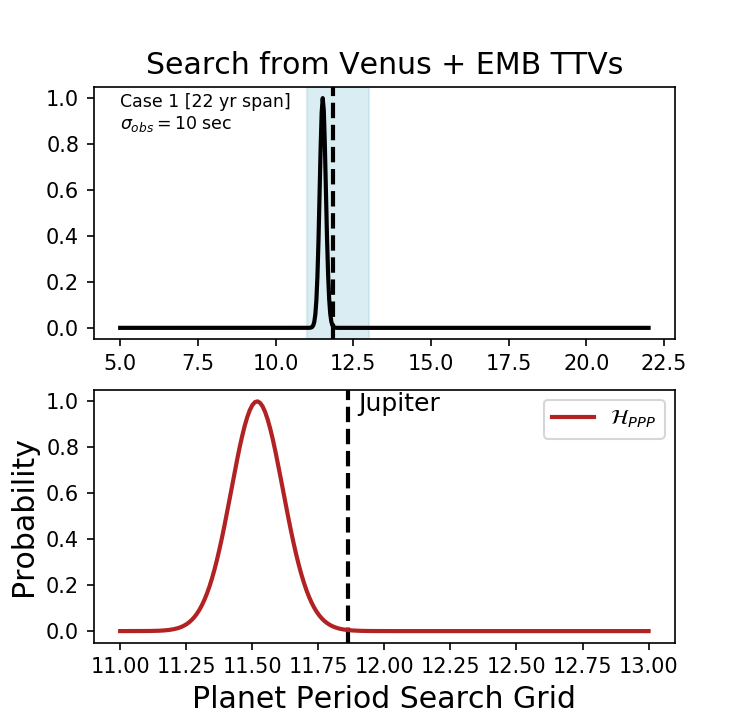 Search from Venus + EMB TTVs
Case 1 [22 yr span]
σ_obs = 10 sec
1.0
0.8
0.6
0.4
0.2
0.0
5.0 7.5 10.0 12.5 15.0 17.5 20.0 22.5
Jupiter
ℋ_PPP
1.0
0.8
0.6
0.4
0.2
0.0
Probability
11.00 11.25 11.50 11.75 12.00 12.25 12.50 12.75 13.00
Planet Period Search Grid